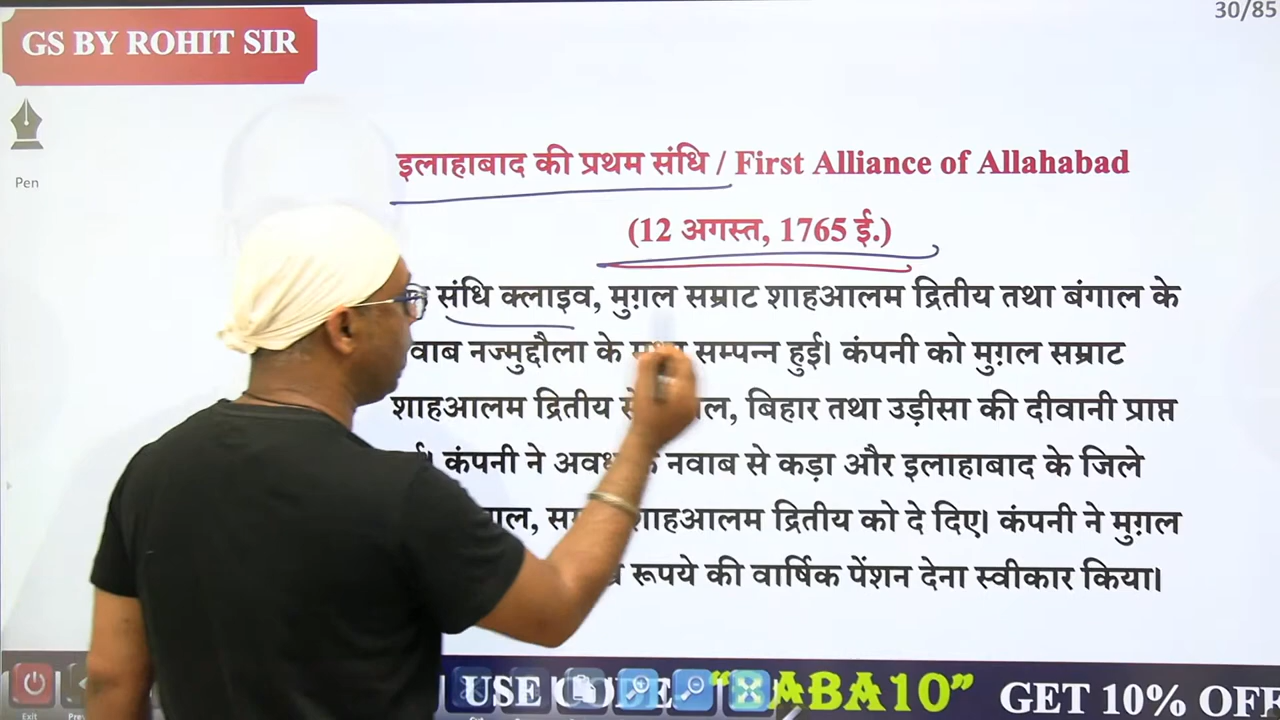 30/85
GS BY ROHIT SIR
Pen
इलाहाबाद की प्रथम संधि / First Alliance of Allahabad
(12 अगस्त, 1765 ई.)
संधि क्लाइव, मुग़ल सम्राट शाहआलम द्वितीय तथा बंगाल के
नज्मुद्दौला के सम्पन्न हुई। कंपनी को मुग़ल सम्राट
शाहआलम द्वितीय बिहार तथा उड़ीसा की दीवानी प्राप्त
कंपनी ने नवाब से कड़ा और इलाहाबाद के जिले
शाहआलम द्वितीय को दे दिए। कंपनी ने मुग़ल
रूपये की वार्षिक पेंशन देना स्वीकार किया।
Exit
USE CODE "BABA10" GET 10% OFF